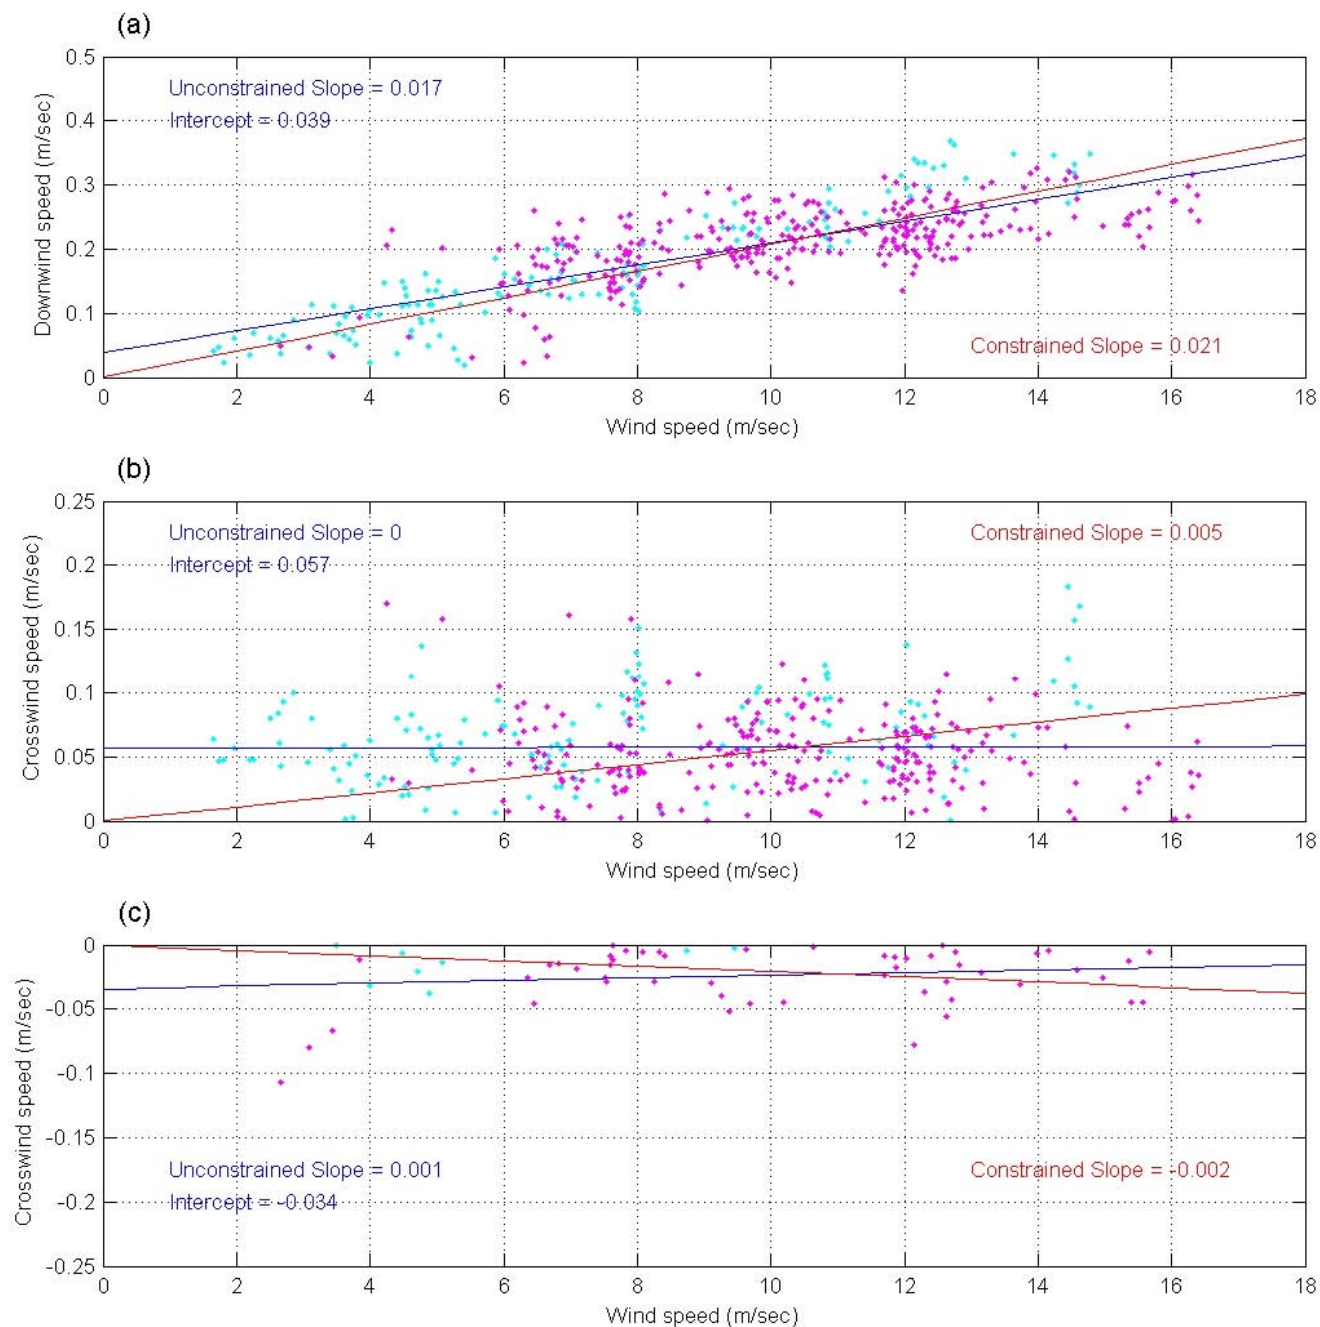 (a)
0.5
Unconstrained Slope = 0.017
0.4
Intercept = 0.039
0.3
0.2
0.1
Constrained Slope = 0.021
0
Downwind speed (m/sec)
0 2 4 6 8 10 12 14 16 18
Wind speed (m/sec)
(b)
0.25
Unconstrained Slope = 0
Constrained Slope = 0.005
Intercept = 0.057
0.2
0.15
0.1
0.05
0
Crosswind speed (m/sec)
0 2 4 6 8 10 12 14 16 18
Wind speed (m/sec)
(c)
0
-0.05
-0.1
-0.15
Unconstrained Slope = 0.001
Constrained Slope = -0.002
Intercept = -0.034
-0.2
-0.25
Crosswind speed (m/sec)
0 2 4 6 8 10 12 14 16 18
Wind speed (m/sec)